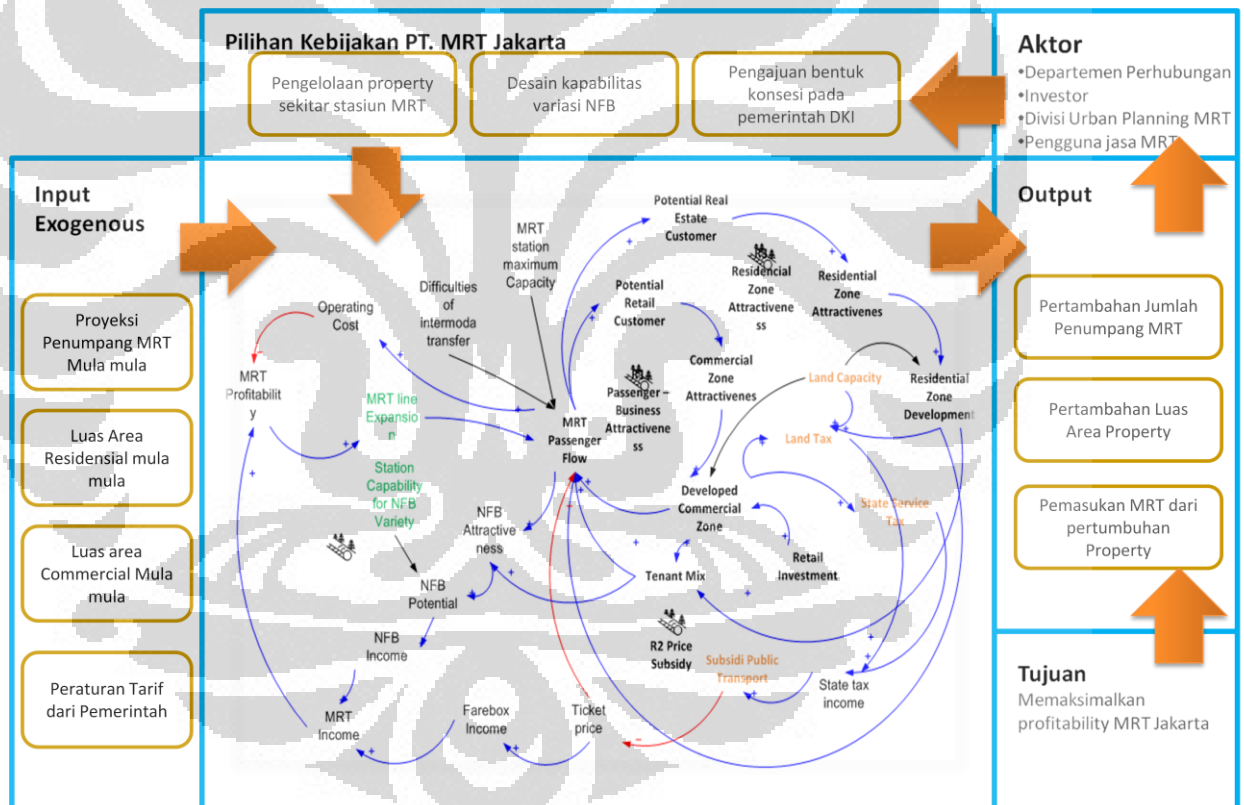 Pilihan Kebijakan PT. MRT Jakarta
Pengelolaan property
sekitar stasiun MRT
Desain kapabilitas
variasi NFB
Pengajuan bentuk
konsesi pada
pemerintah DKI
Aktor
•Departemen Perhubungan
•Investor
•Divisi Urban Planning MRT
•Pengguna jasa MRT
Input
Exogenous
Proyeksi
Penumpang MRT
Mula mula
Luas Area
Residensial mula
mula
Luas area
Commercial Mula
mula
Peraturan Tarif
dari Pemerintah
Potential Real
Estate
Customer
MRT
station
maximum
Capacity
Residencial
Zone
Attractivene
ss
Residential
Zone
Attractivenes
Difficulties
of
intermoda
transfer
Potential
Retail
Customer
Operating
Cost
Commercial
Zone
Attractivenes
Land Capacity
Residential
Zone
Development
MRT
Profitabilit
y
MRT line
Expansio
n
Passenger –
Business
Attractivene
ss
MRT
Passenger
Flow
Land Tax
Station
Capability
for NFB
Variety
Developed
Commercial
Zone
State Service
Tax
NFB
Attractive
ness
Retail
Investment
Tenant Mix
NFB
Potential
NFB
Income
R2 Price
Subsidy
Subsidi Public
Transport
State tax
income
MRT
Income
Farebox
Income
Ticket
price
Output
Pertambahan Jumlah
Penumpang MRT
Pertambahan Luas
Area Property
Pemasukan MRT dari
pertumbuhan
Property
Tujuan
Memaksimalkan
profitability MRT Jakarta